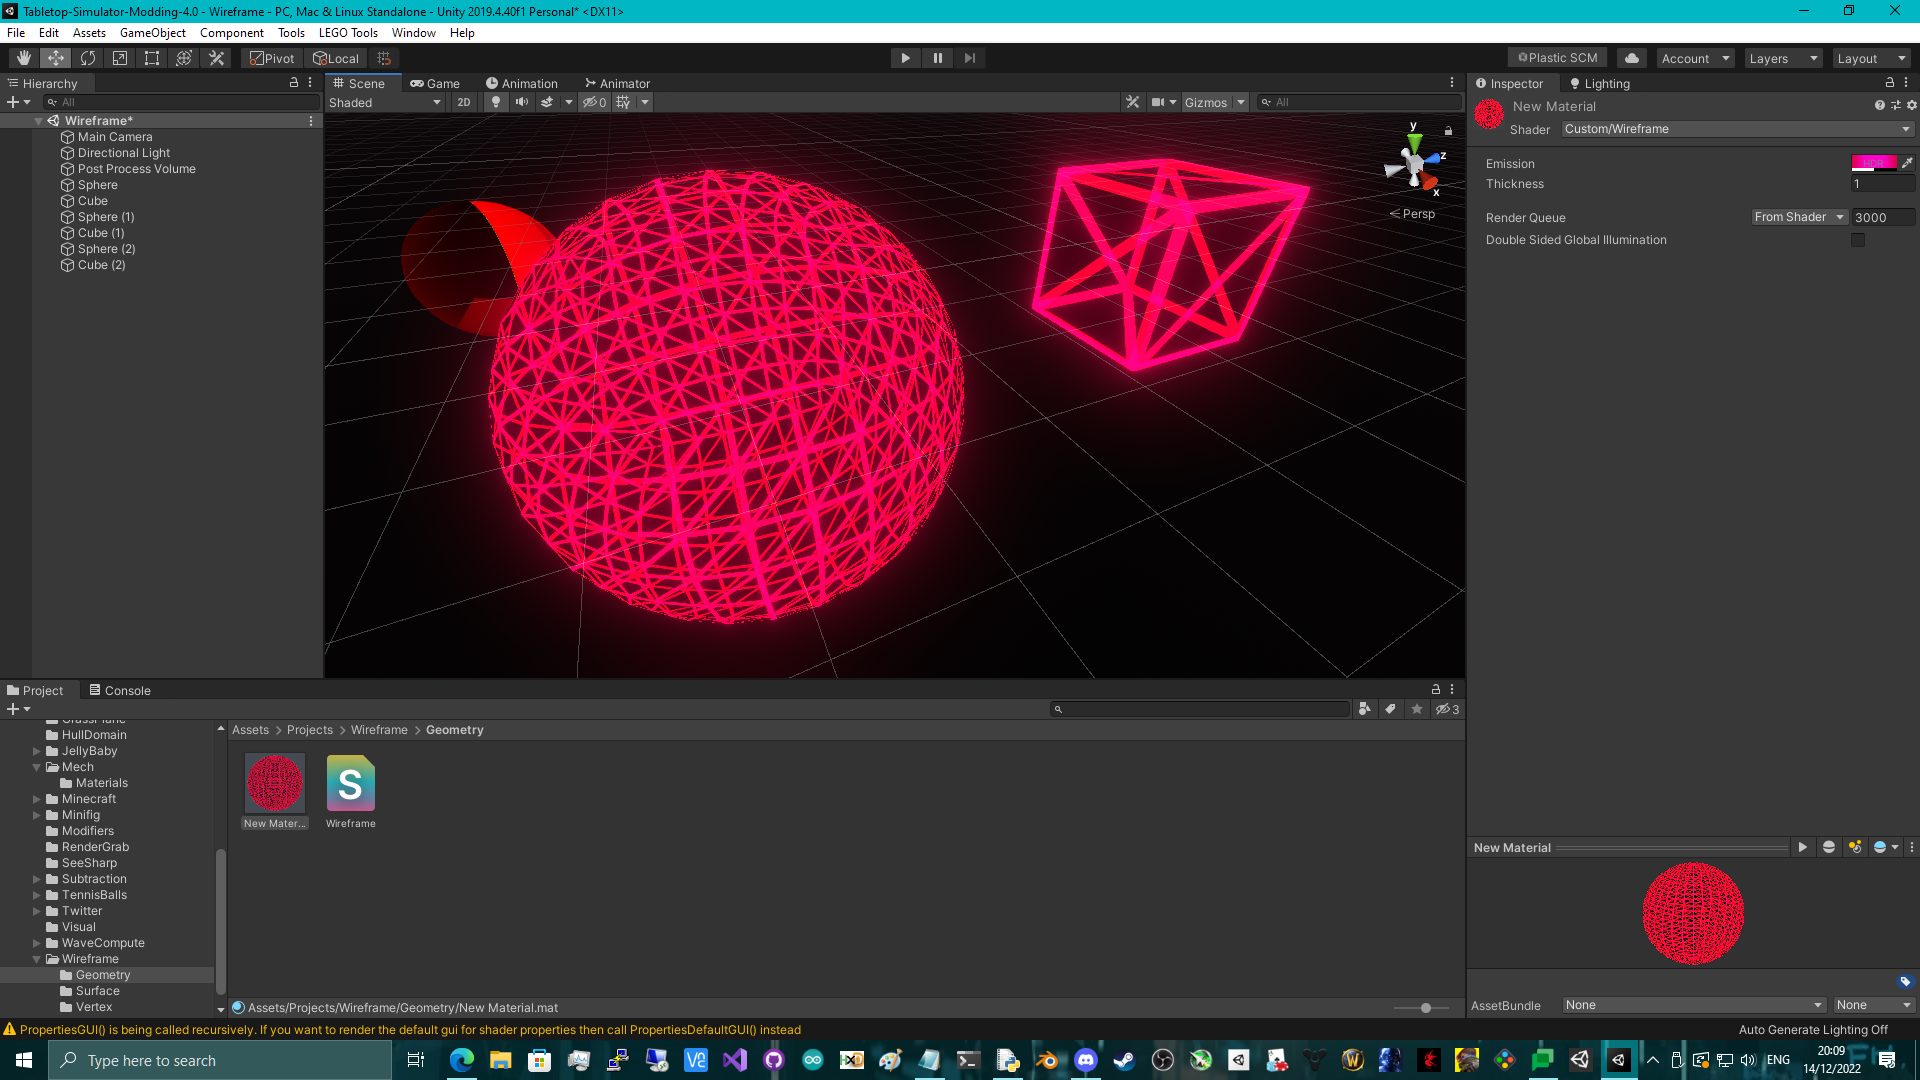 Tabletop-Simulator-Modding-4.0 - Wireframe - PC, Mac & Linux Standalone - Unity 2019.4.40f1 Personal* <DX11>
File Edit Assets GameObject Component Tools LEGO Tools Window Help
Pivot Local Plastic SCM Account Layers Layout
Hierarchy
All
Wireframe*
Main Camera
Directional Light
Post Process Volume
Sphere
Cube
Sphere (1)
Cube (1)
Sphere (2)
Cube (2)
Scene Game Animation Animator
Shaded 2D 0 Gizmos All
y
z
x
Persp
Inspector Lighting
New Material
Shader Custom/Wireframe
Emission HDR
Thickness 1
Render Queue From Shader 3000
Double Sided Global Illumination
Project Console
3
GrassPlane
HullDomain
JellyBaby
Mech
Materials
Minecraft
Minifig
Modifiers
RenderGrab
SeeSharp
Subtraction
TennisBalls
Twitter
Visual
WaveCompute
Wireframe
Geometry
Surface
Vertex
Assets > Projects > Wireframe > Geometry
S
New Mater... Wireframe
Assets/Projects/Wireframe/Geometry/New Material.mat
New Material
AssetBundle None None
PropertiesGUI() is being called recursively. If you want to render the default gui for shader properties then call PropertiesDefaultGUI() instead
Auto Generate Lighting Off
Type here to search
ENG
20:09
14/12/2022